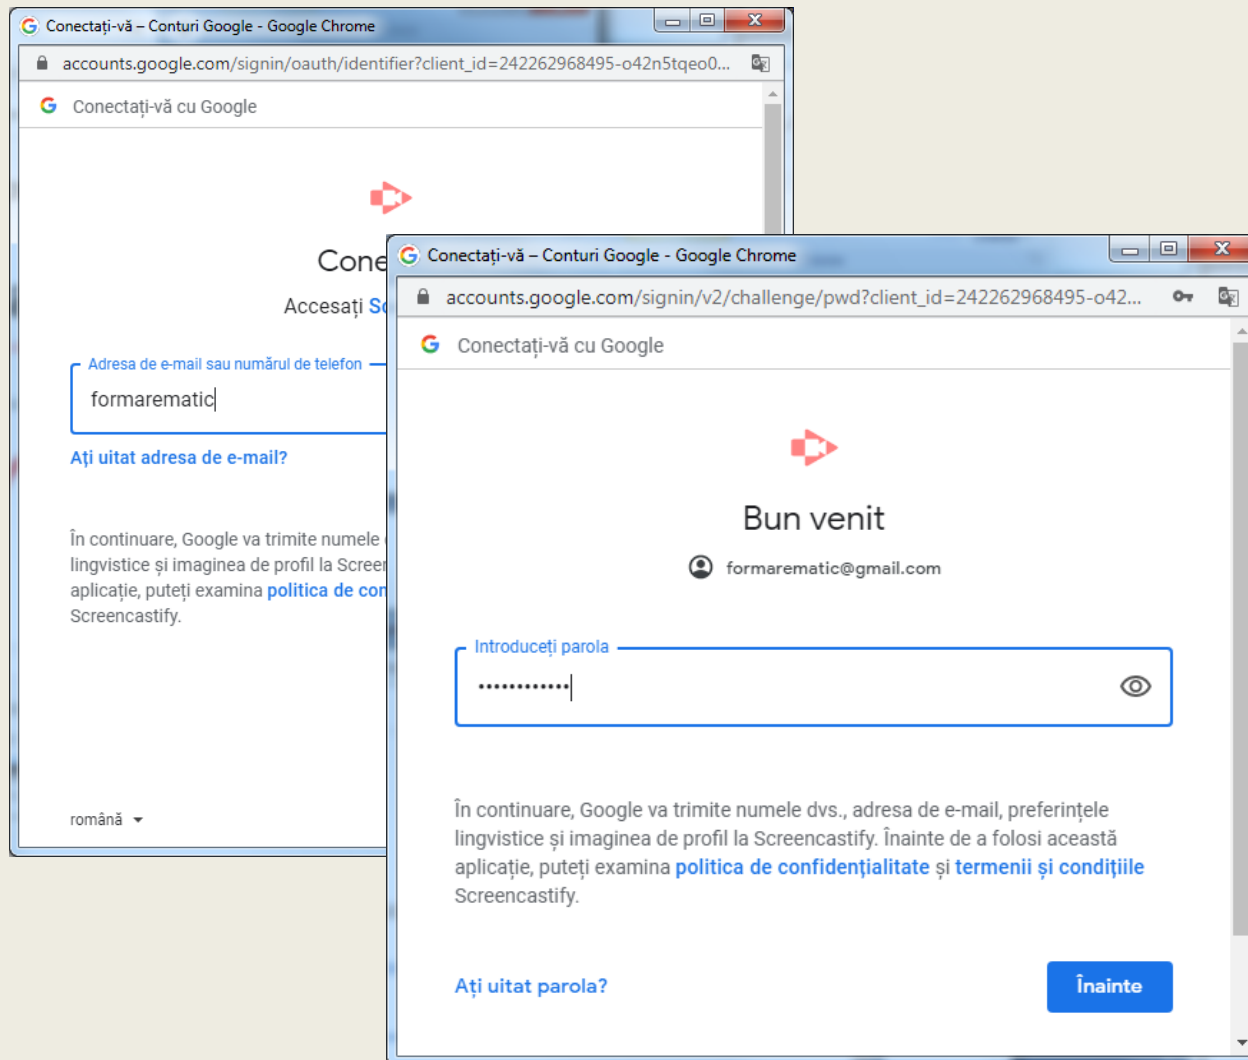 Conectați-vă – Conturi Google - Google Chrome
accounts.google.com/signin/oauth/identifier?client_id=242262968495-o42n5tqeo0...
Conectați-vă cu Google
Cone
Accesați Sc
Adresa de e-mail sau numărul de telefon
formarematic
Ați uitat adresa de e-mail?
În continuare, Google va trimite numele
lingvistice și imaginea de profil la Screen
aplicație, puteți examina politica de con
Screencastify.
română
Conectați-vă – Conturi Google - Google Chrome
accounts.google.com/signin/v2/challenge/pwd?client_id=242262968495-o42...
Conectați-vă cu Google
Bun venit
formarematic@gmail.com
Introduceți parola
••••••••••••
În continuare, Google va trimite numele dvs., adresa de e-mail, preferințele
lingvistice și imaginea de profil la Screencastify. Înainte de a folosi această
aplicație, puteți examina politica de confidențialitate și termenii și condițiile
Screencastify.
Ați uitat parola?
Înainte